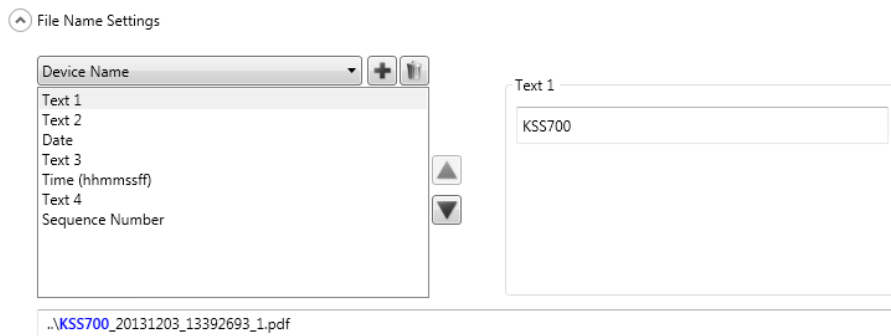 File Name Settings
Device Name
Text 1
Text 2
Date
Text 3
Time (hhmmssff)
Text 4
Sequence Number
Text 1
KSS700
..\KSS700_20131203_13392693_1.pdf